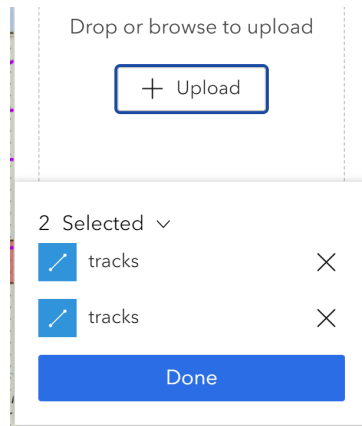 Drop or browse to upload
Upload
2 Selected
tracks
tracks
Done